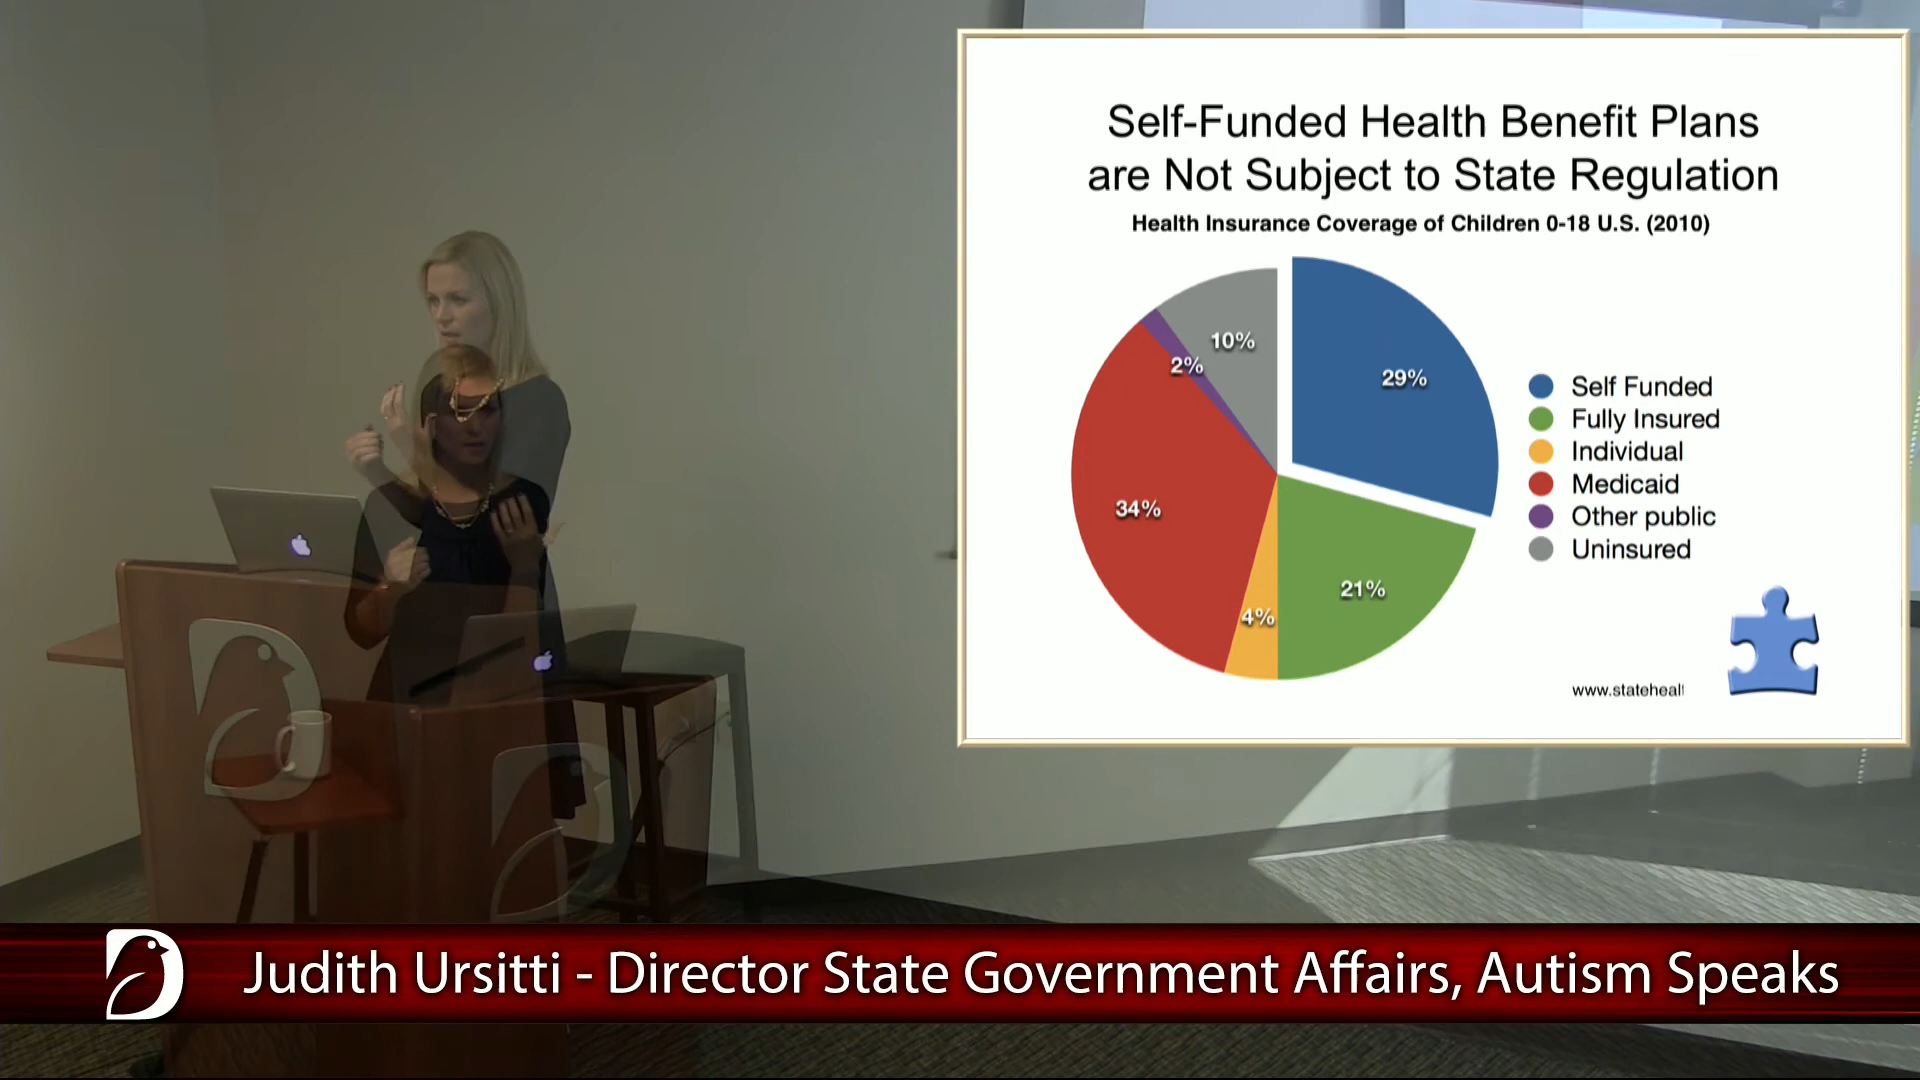 Self-Funded Health Benefit Plans
are Not Subject to State Regulation
Health Insurance Coverage of Children 0-18 U.S. (2010)
10%
2%
29%
34%
4%
21%
Self Funded
Fully Insured
Individual
Medicaid
Other public
Uninsured
www.stateheal
Judith Ursitti - Director State Government Affairs, Autism Speaks